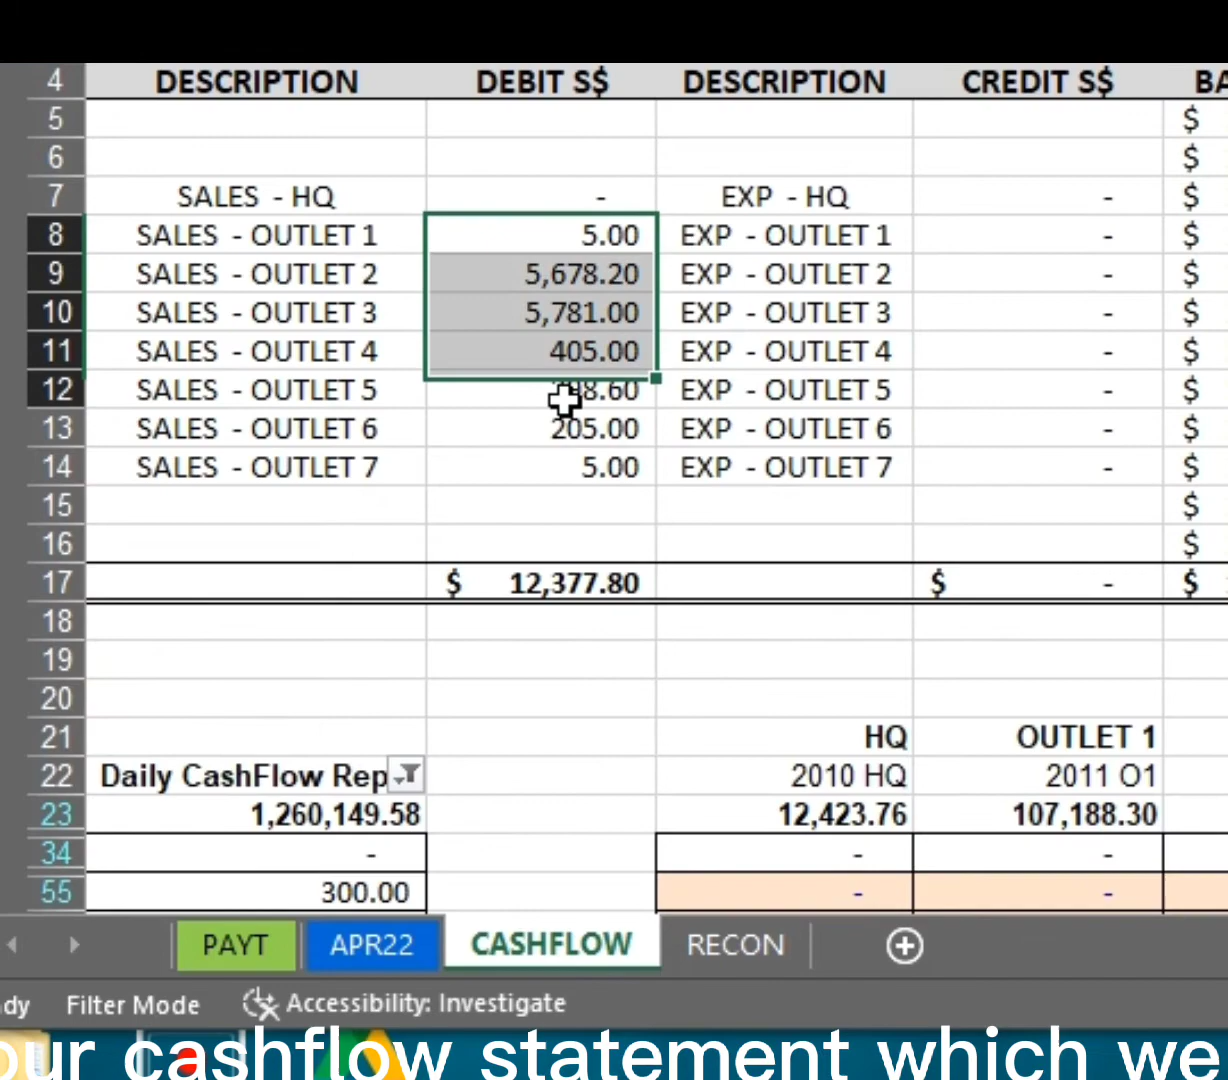 4 DESCRIPTION DEBIT S$ DESCRIPTION CREDIT S$ BA
5 $
6 $
7 SALES - HQ - EXP - HQ - $
8 SALES - OUTLET 1 5.00 EXP - OUTLET 1 - $
9 SALES - OUTLET 2 5,678.20 EXP - OUTLET 2 - $
10 SALES - OUTLET 3 5,781.00 EXP - OUTLET 3 - $
11 SALES - OUTLET 4 405.00 EXP - OUTLET 4 - $
12 SALES - OUTLET 5 EXP - OUTLET 5 - $
13 SALES - OUTLET 6 205.00 EXP - OUTLET 6 - $
14 SALES - OUTLET 7 5.00 EXP - OUTLET 7 - $
15 $
16 $
17 $ 12,377.80 $ - $
18
19
20
21 HQ OUTLET 1
22 Daily CashFlow Rep 2010 HQ 2011 O1
23 1,260,149.58 12,423.76 107,188.30
34 - - -
55 300.00 - -
PAYT APR22 CASHFLOW RECON
dy Filter Mode Accessibility: Investigate
our cashflow statement which we